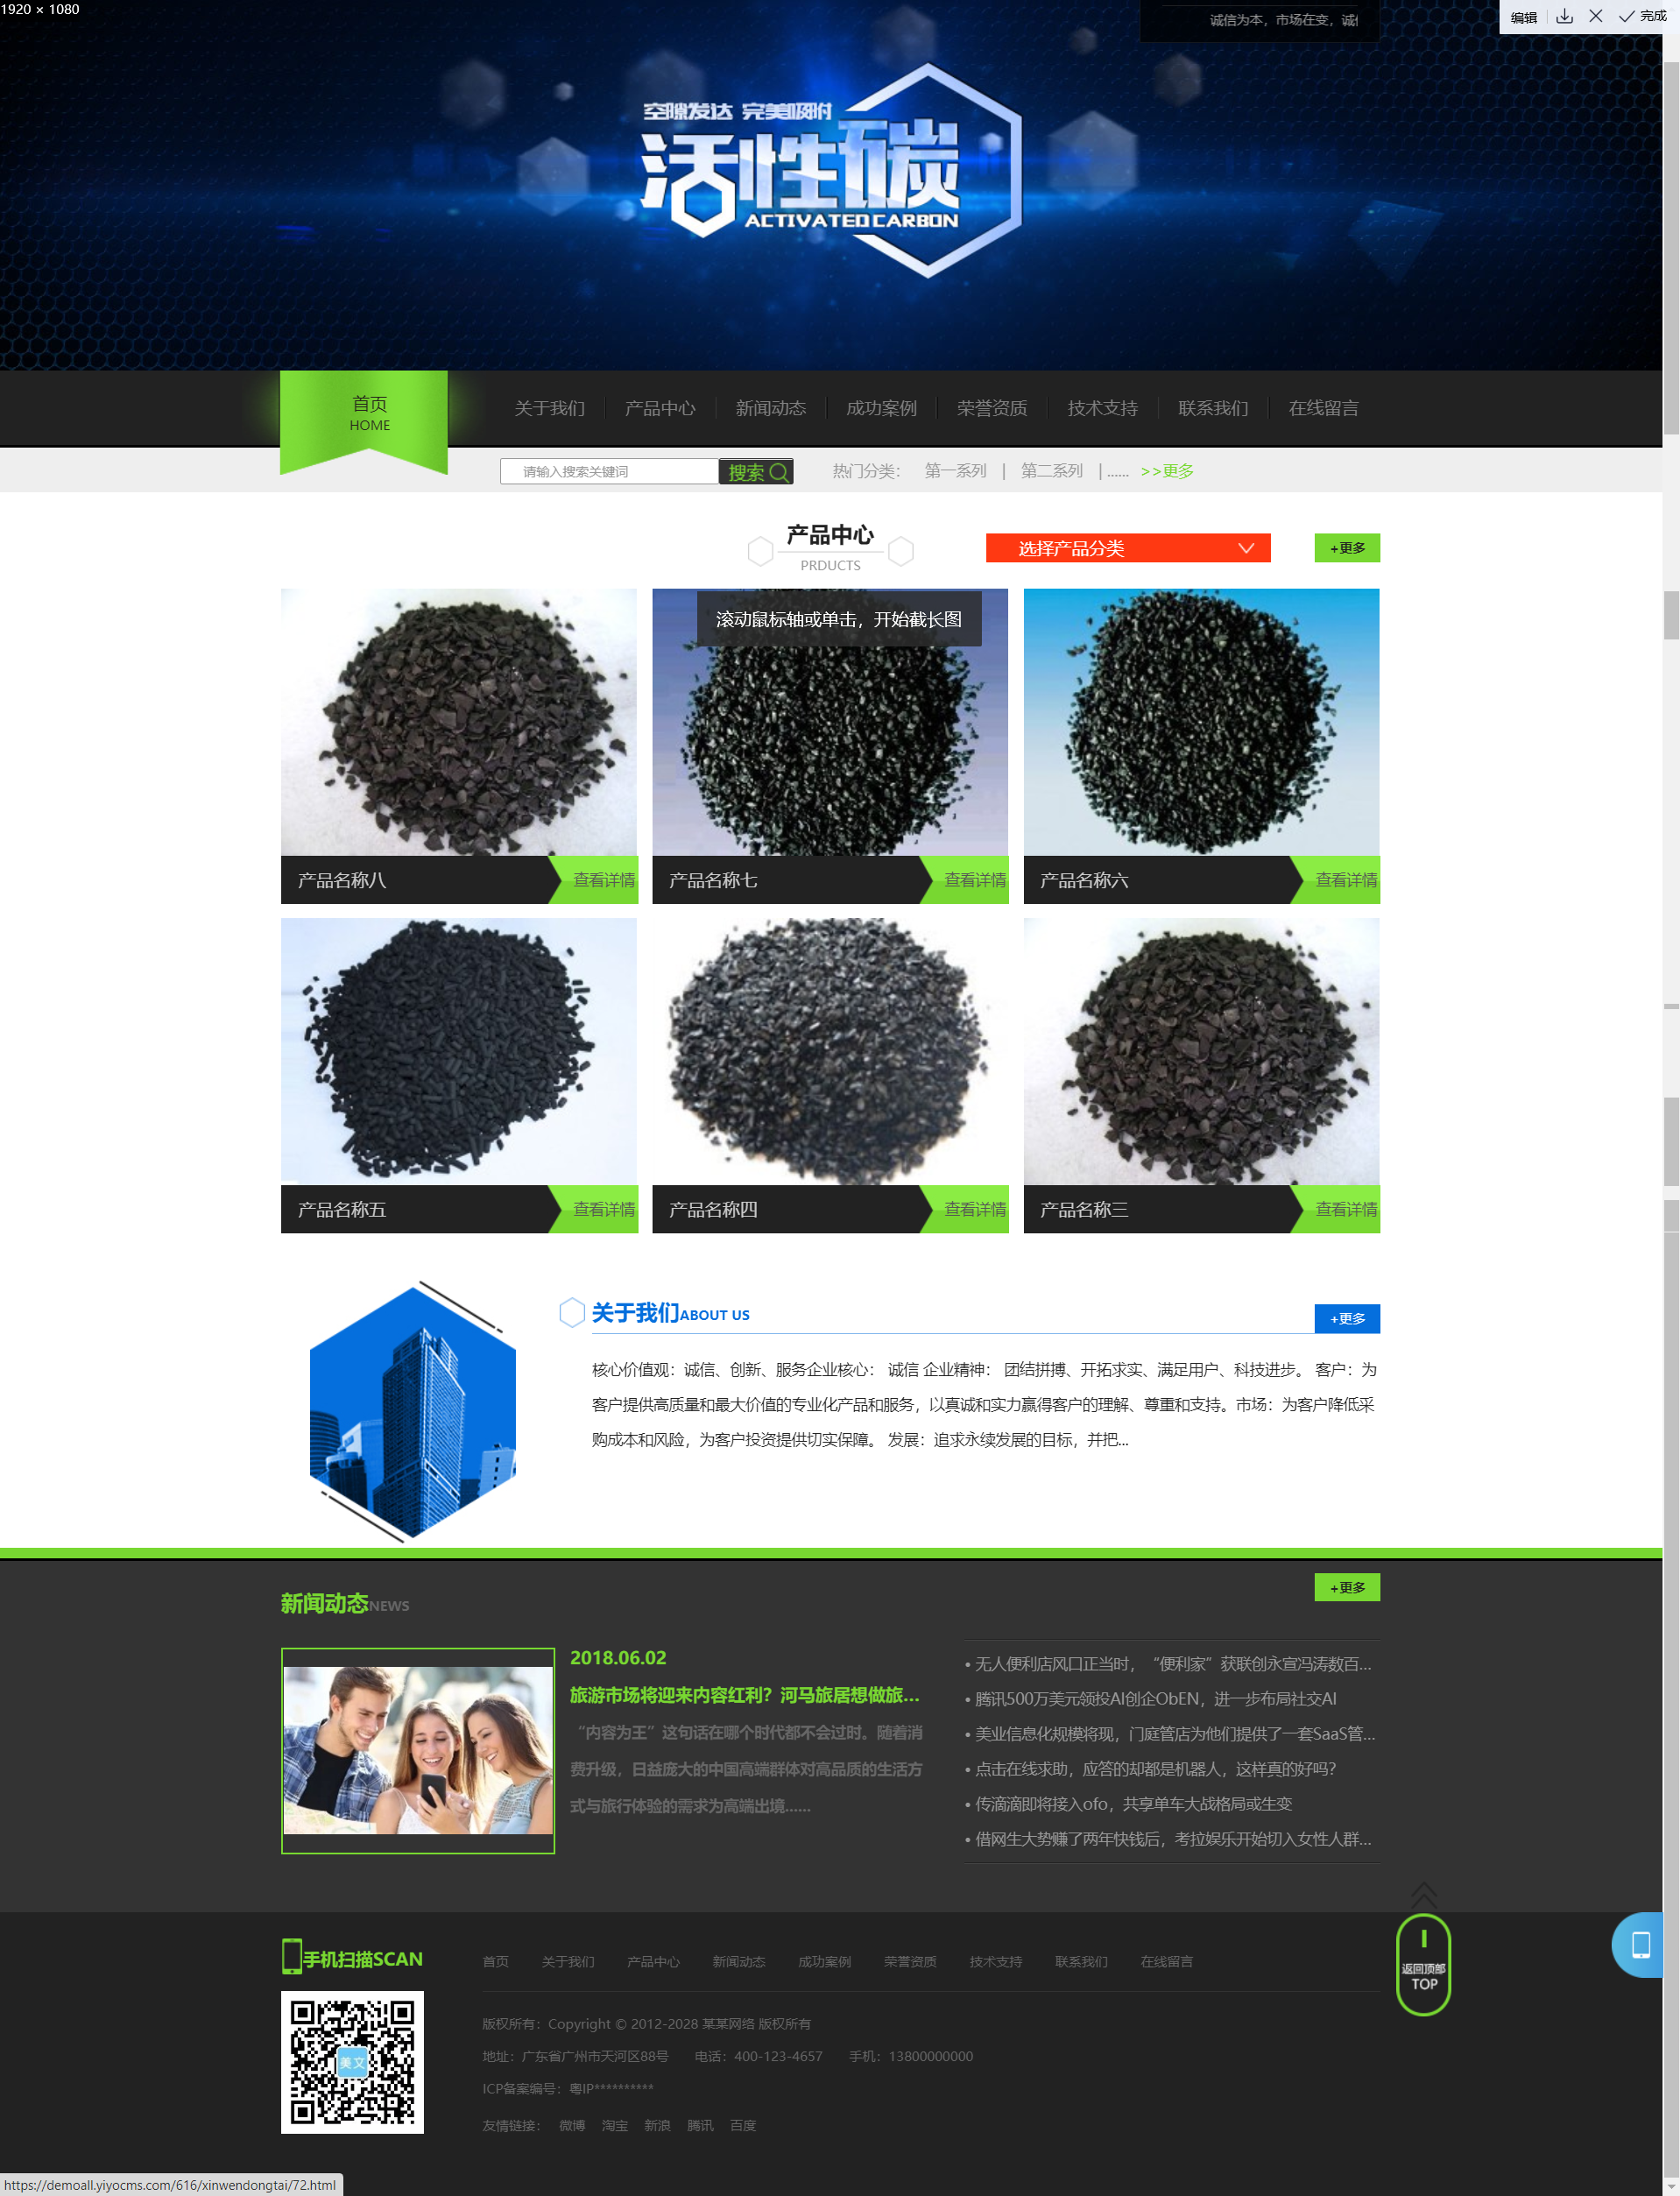 1920 × 1080
诚信为本，市场在变，诚
编辑
完成
空隙发达 完美吸附
活性碳
ACTIVATED CARBON
首页
HOME
关于我们
产品中心
新闻动态
成功案例
荣誉资质
技术支持
联系我们
在线留言
请输入搜索关键词
搜索
热门分类： 第一系列 | 第二系列 | ...... >>更多
产品中心
PRDUCTS
选择产品分类
+更多
滚动鼠标轴或单击，开始截长图
产品名称八
查看详情
产品名称七
查看详情
产品名称六
查看详情
产品名称五
查看详情
产品名称四
查看详情
产品名称三
查看详情
关于我们ABOUT US
+更多
核心价值观：诚信、创新、服务企业核心： 诚信 企业精神： 团结拼搏、开拓求实、满足用户、科技进步。 客户：为
客户提供高质量和最大价值的专业化产品和服务，以真诚和实力赢得客户的理解、尊重和支持。市场：为客户降低采
购成本和风险，为客户投资提供切实保障。 发展：追求永续发展的目标，并把...
新闻动态NEWS
+更多
2018.06.02
旅游市场将迎来内容红利？河马旅居想做旅...
“内容为王”这句话在哪个时代都不会过时。随着消
费升级，日益庞大的中国高端群体对高品质的生活方
式与旅行体验的需求为高端出境......
• 无人便利店风口正当时，“便利家”获联创永宣冯涛数百...
• 腾讯500万美元领投AI创企ObEN，进一步布局社交AI
• 美业信息化规模将现，门庭管店为他们提供了一套SaaS管...
• 点击在线求助，应答的却都是机器人，这样真的好吗？
• 传滴滴即将接入ofo，共享单车大战格局或生变
• 借网生大势赚了两年快钱后，考拉娱乐开始切入女性人群...
返回顶部
TOP
手机扫描SCAN
美文
首页 关于我们 产品中心 新闻动态 成功案例 荣誉资质 技术支持 联系我们 在线留言
版权所有：Copyright © 2012-2028 某某网络 版权所有
地址：广东省广州市天河区88号 电话：400-123-4657 手机：13800000000
ICP备案编号：粤IP**********
友情链接： 微博 淘宝 新浪 腾讯 百度
https://demoall.yiyocms.com/616/xinwendongtai/72.html